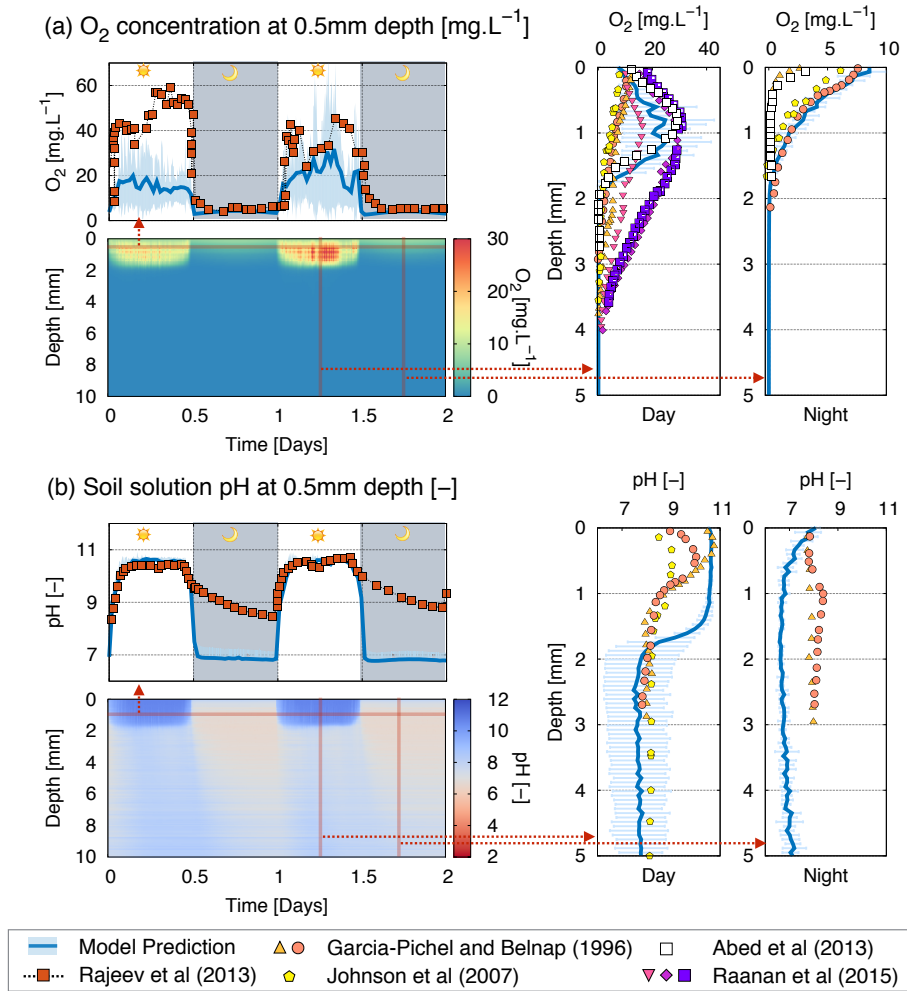 (a) O₂ concentration at 0.5mm depth [mg.L⁻¹]
O₂ [mg.L⁻¹]
60
40
20
0
Depth [mm]
0
2
4
6
8
10
0 0.5 1 1.5 2
Time [Days]
30
20
10
0
O₂ [mg.L⁻¹]
O₂ [mg.L⁻¹]
0 20 40
Depth [mm]
0
1
2
3
4
5
Day
O₂ [mg.L⁻¹]
0 5 10
0
1
2
3
4
5
Night
(b) Soil solution pH at 0.5mm depth [–]
pH [–]
11
9
7
Depth [mm]
0
2
4
6
8
10
0 0.5 1 1.5 2
Time [Days]
12
10
8
6
4
2
pH [–]
pH [–]
7 9 11
Depth [mm]
0
1
2
3
4
5
Day
pH [–]
7 9 11
0
1
2
3
4
5
Night
Model Prediction Garcia-Pichel and Belnap (1996) Abed et al (2013)
Rajeev et al (2013) Johnson et al (2007) Raanan et al (2015)